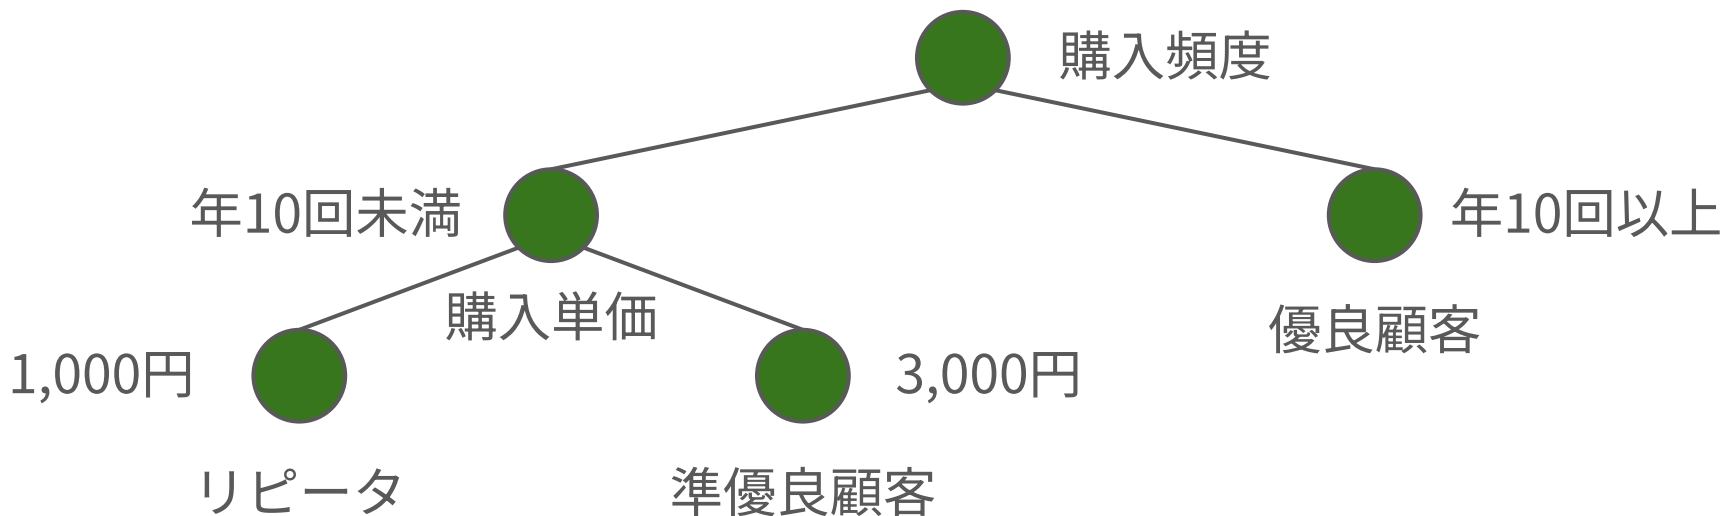 購入頻度
年10回未満
年10回以上
購入単価
優良顧客
1,000円
3,000円
リピータ
準優良顧客